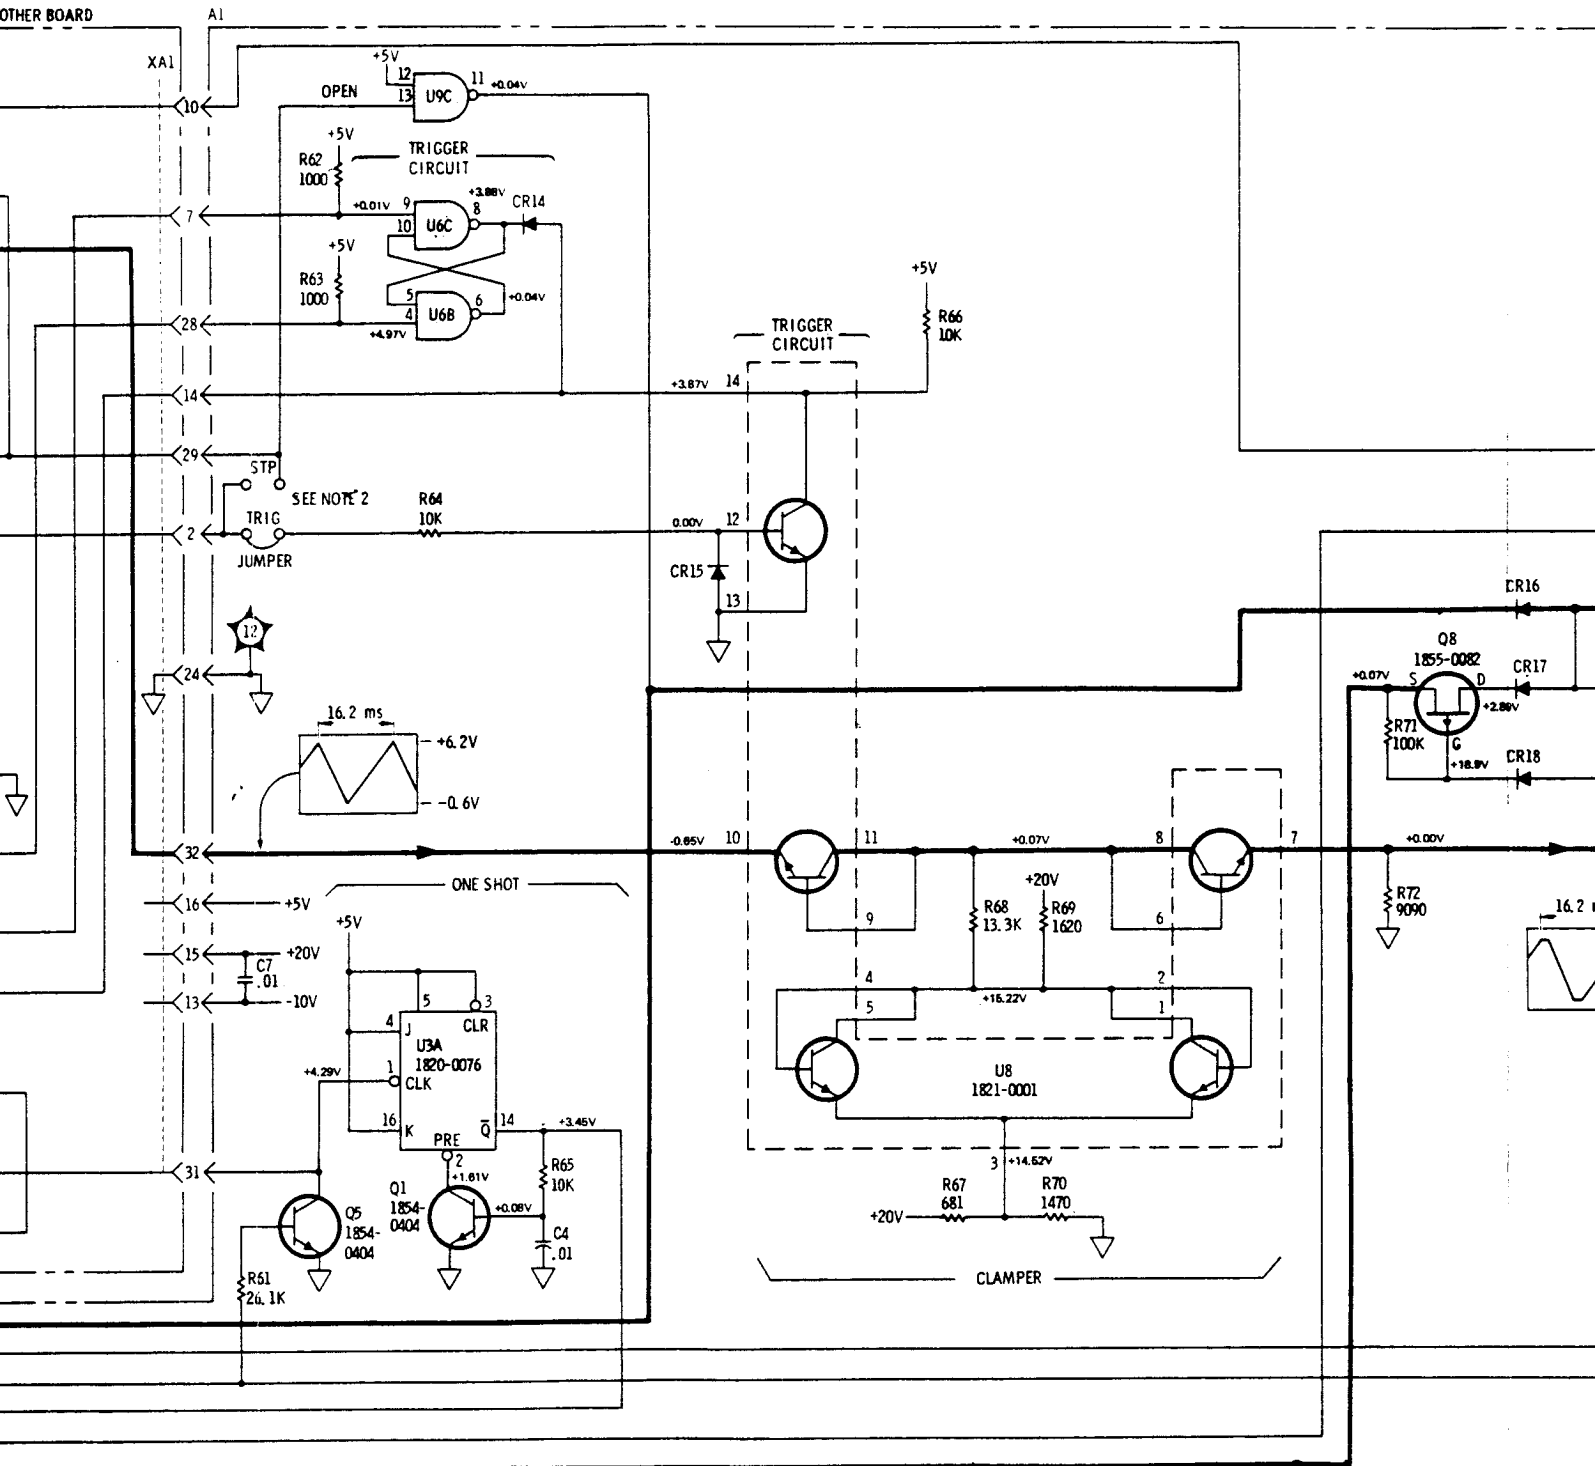 OTHER BOARD
A1
XA1
10
OPEN
+5V
12
13
U9C
11
+0.04V
+5V
R62
1000
TRIGGER
CIRCUIT
7
+0.01V
9
10
U6C
+3.88V
8
CR14
+5V
R63
1000
5
4
U6B
6
+0.04V
28
+4.97V
TRIGGER
CIRCUIT
+5V
R66
10K
14
+3.87V
14
29
STP
SEE NOTE 2
2
TRIG
JUMPER
R64
10K
0.00V
12
CR15
13
12
24
16.2 ms
+6.2V
-0.6V
CR16
Q8
1855-0082
+0.07V
S
D
CR17
+2.89V
R71
100K
G
+18.9V
CR18
32
-0.65V
10
11
+0.07V
8
7
+0.00V
ONE SHOT
16
+5V
15
+20V
C7
.01
13
-10V
+5V
9
R68
13.3K
+20V
R69
1620
6
R72
9090
16.2
4
5
+15.22V
2
1
5
3
4
J
CLR
U3A
1820-0076
+4.29V
1
CLK
16
K
Q
14
+3.45V
PRE
2
U8
1821-0001
31
+1.61V
R65
10K
Q1
1854-
0404
+0.08V
C4
.01
Q5
1854-
0404
R61
26.1K
3
+14.52V
R67
681
R70
1470
+20V
CLAMPER